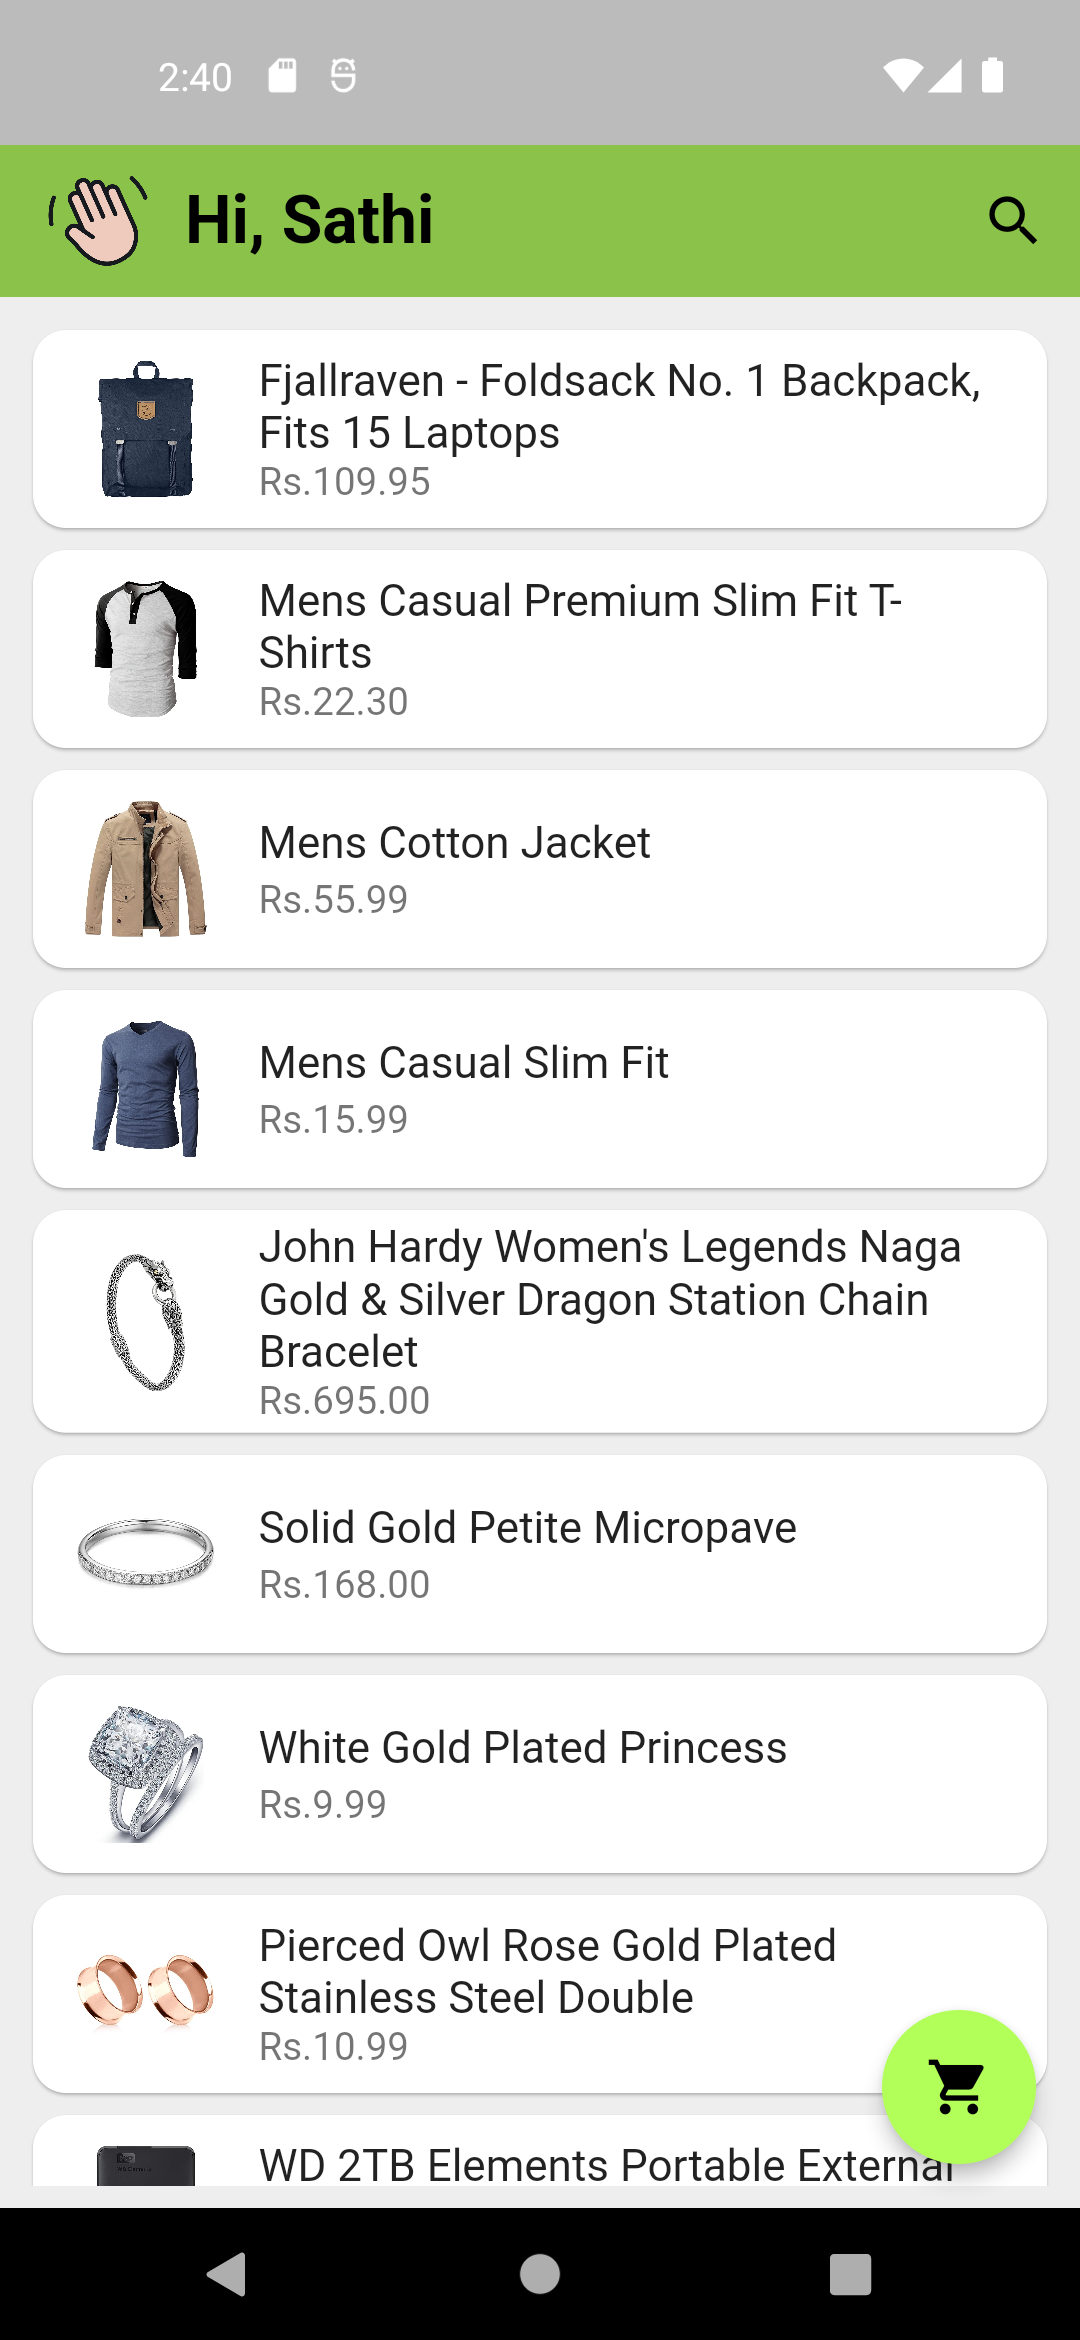 2:40
Hi, Sathi
Fjallraven - Foldsack No. 1 Backpack,
Fits 15 Laptops
Rs.109.95
Mens Casual Premium Slim Fit T-
Shirts
Rs.22.30
Mens Cotton Jacket
Rs.55.99
Mens Casual Slim Fit
Rs.15.99
John Hardy Women's Legends Naga
Gold & Silver Dragon Station Chain
Bracelet
Rs.695.00
Solid Gold Petite Micropave
Rs.168.00
White Gold Plated Princess
Rs.9.99
Pierced Owl Rose Gold Plated
Stainless Steel Double
Rs.10.99
WD 2TB Elements Portable External